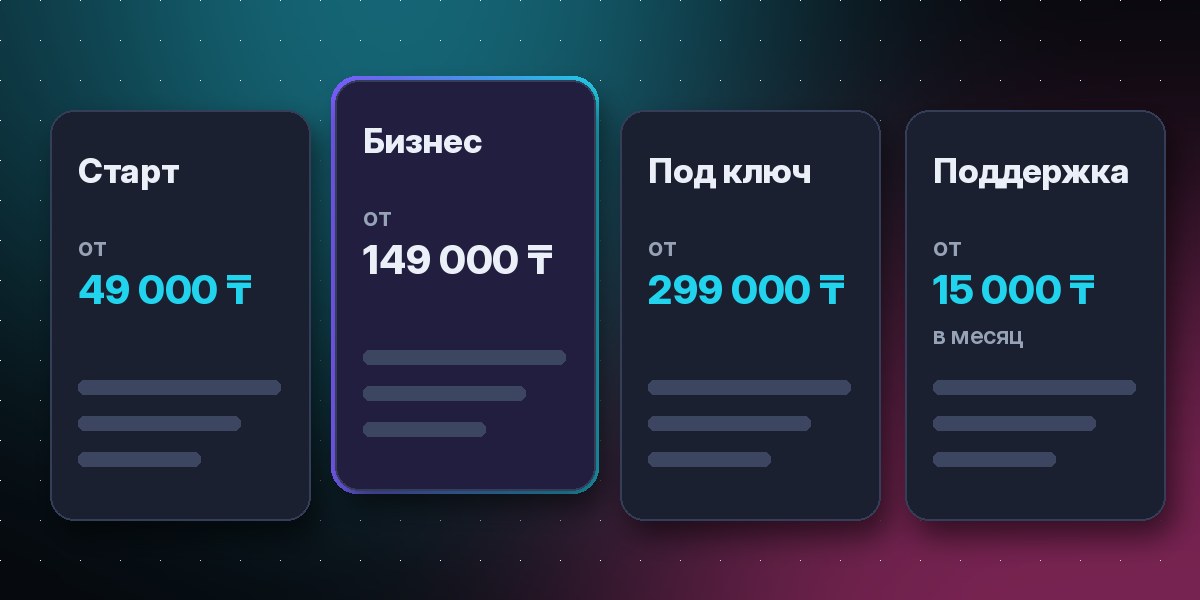 Старт
от
49 000 ₸
Бизнес
от
149 000 ₸
Под ключ
от
299 000 ₸
Поддержка
от
15 000 ₸
в месяц